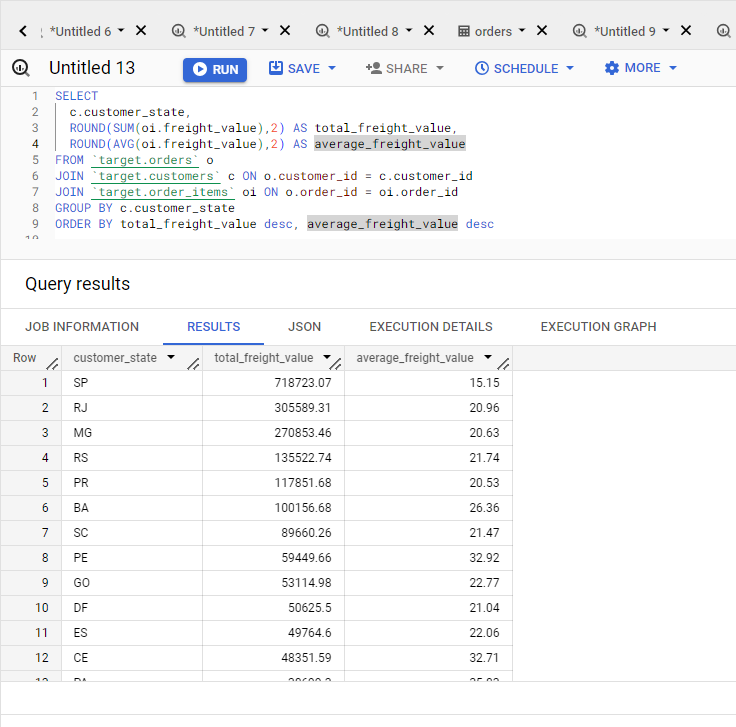 *Untitled 6 *Untitled 7 *Untitled 8 orders *Untitled 9
Untitled 13 RUN SAVE SHARE SCHEDULE MORE
1 SELECT
2 c.customer_state,
3 ROUND(SUM(oi.freight_value),2) AS total_freight_value,
4 ROUND(AVG(oi.freight_value),2) AS average_freight_value
5 FROM `target.orders` o
6 JOIN `target.customers` c ON o.customer_id = c.customer_id
7 JOIN `target.order_items` oi ON o.order_id = oi.order_id
8 GROUP BY c.customer_state
9 ORDER BY total_freight_value desc, average_freight_value desc
10
Query results
JOB INFORMATION RESULTS JSON EXECUTION DETAILS EXECUTION GRAPH
Row customer_state total_freight_value average_freight_value
1 SP 718723.07 15.15
2 RJ 305589.31 20.96
3 MG 270853.46 20.63
4 RS 135522.74 21.74
5 PR 117851.68 20.53
6 BA 100156.68 26.36
7 SC 89660.26 21.47
8 PE 59449.66 32.92
9 GO 53114.98 22.77
10 DF 50625.5 21.04
11 ES 49764.6 22.06
12 CE 48351.59 32.71